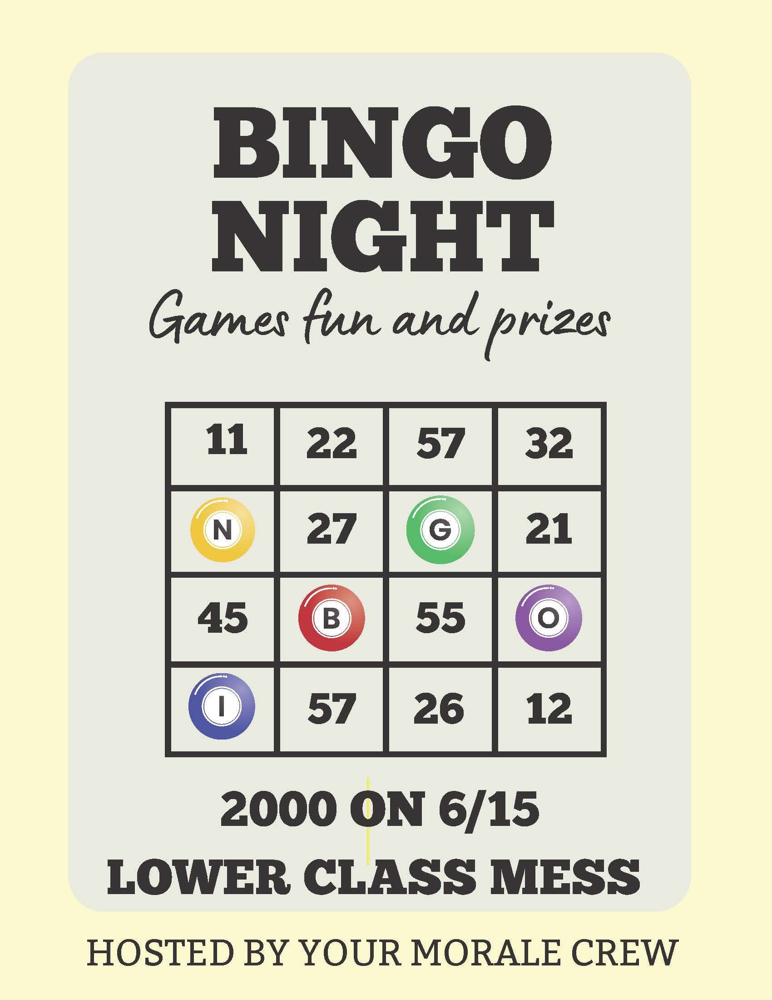 BINGO
NIGHT
Games fun and prizes
11 22 57 32
N 27 G 21
45 B 55 O
I 57 26 12
2000 ON 6/15
LOWER CLASS MESS
HOSTED BY YOUR MORALE CREW